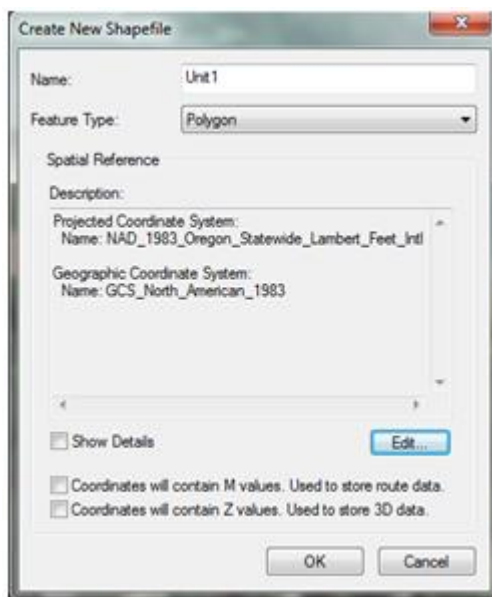 Create New Shapefile
Name: Unit1
Feature Type: Polygon
Spatial Reference
Description:
Projected Coordinate System:
Name: NAD_1983_Oregon_Statewide_Lambert_Feet_Intl
Geographic Coordinate System:
Name: GCS_North_American_1983
Show Details
Edit...
Coordinates will contain M values. Used to store route data.
Coordinates will contain Z values. Used to store 3D data.
OK Cancel